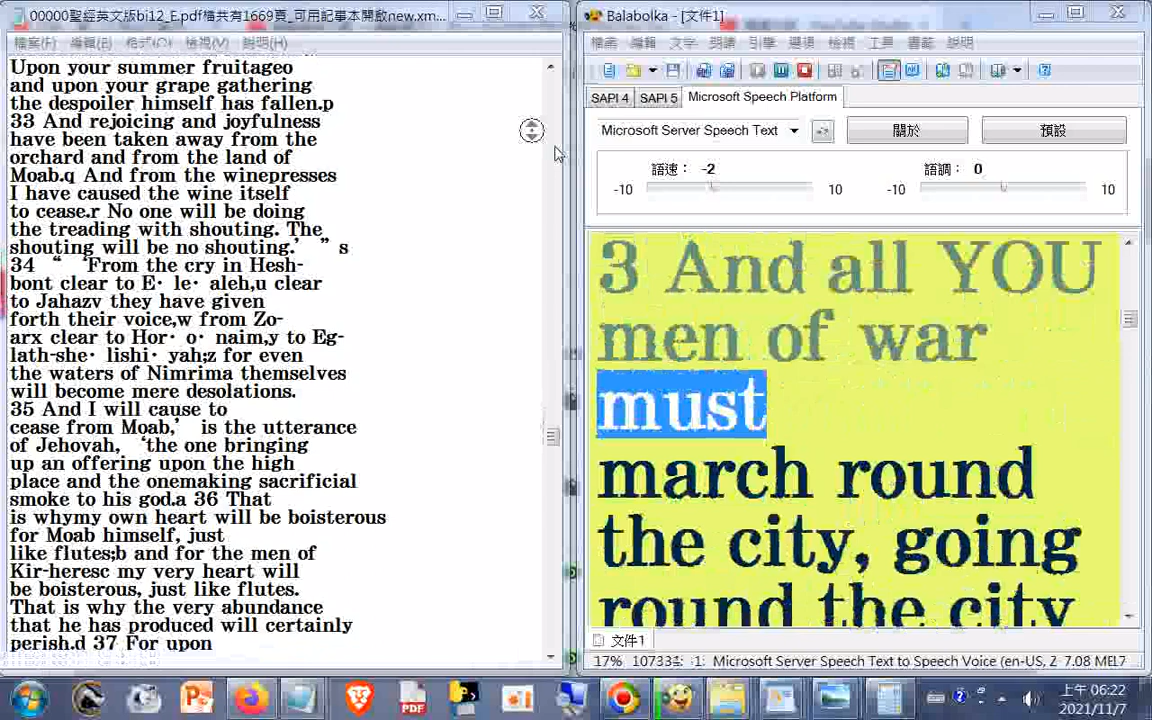 00000聖經英文版bi12_E.pdf檔共有1669頁_可用記事本開啟new.xm...
檔案(F) 編輯(E) 格式(O) 檢視(V) 說明(H)
Upon your summer fruitageo
and upon your grape gathering
the despoiler himself has fallen.p
33 And rejoicing and joyfulness
have been taken away from the
orchard and from the land of
Moab.q And from the winepresses
I have caused the wine itself
to cease.r No one will be doing
the treading with shouting. The
shouting will be no shouting.’ ”s
34 “ ‘From the cry in Hesh-
bont clear to E·le·aleh,u clear
to Jahazv they have given
forth their voice,w from Zo-
arx clear to Hor·o·naim,y to Eg-
lath-she·lishi·yah;z for even
the waters of Nimrima themselves
will become mere desolations.
35 And I will cause to
cease from Moab,’ is the utterance
of Jehovah, ‘the one bringing
up an offering upon the high
place and the onemaking sacrificial
smoke to his god.a 36 That
is whymy own heart will be boisterous
for Moab himself, just
like flutes;b and for the men of
Kir-heresc my very heart will
be boisterous, just like flutes.
That is why the very abundance
that he has produced will certainly
perish.d 37 For upon
Balabolka - [文件1]
檔案 編輯 文字 朗讀 引擎 選項 檢視 工具 書籤 說明
SAPI 4 SAPI 5 Microsoft Speech Platform
Microsoft Server Speech Text 關於 預設
語速： -2 語調： 0
-10 10 -10 10
3 And all YOU
men of war
must
march round
the city, going
round the city
文件1
17% 1: Microsoft Server Speech Text to Speech Voice (en-US, Z
上午 06:22
2021/11/7